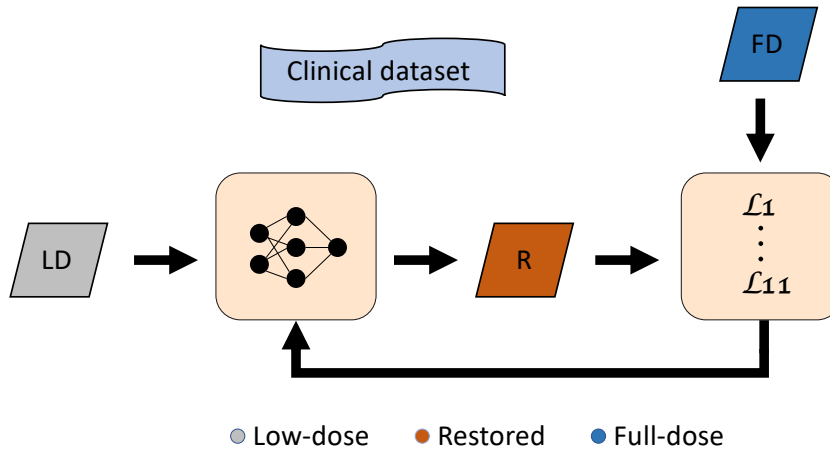 FD
Clinical dataset
ℒ1
LD
R
ℒ11
Low-dose
Restored
Full-dose